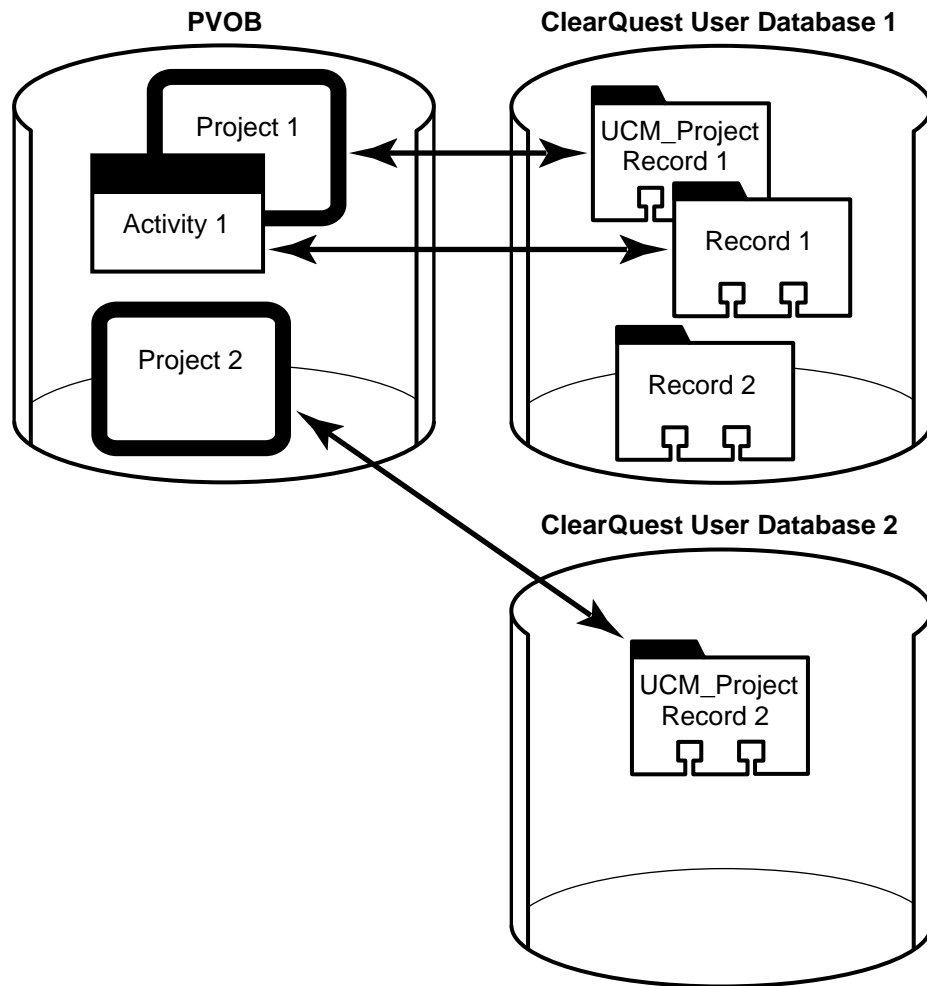 PVOB
ClearQuest User Database 1
Project 1
Activity 1
Project 2
UCM_Project
Record 1
Record 1
Record 2
ClearQuest User Database 2
UCM_Project
Record 2